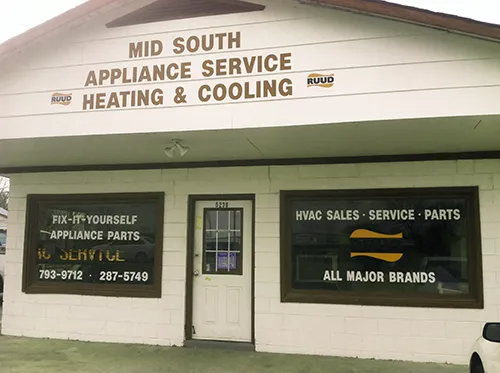 MID SOUTH
APPLIANCE SERVICE
HEATING & COOLING
RUUD
RUUD
5238
FIX-IT-YOURSELF
APPLIANCE PARTS
SERVICE
793-9712 · 287-5749
HVAC SALES · SERVICE · PARTS
ALL MAJOR BRANDS